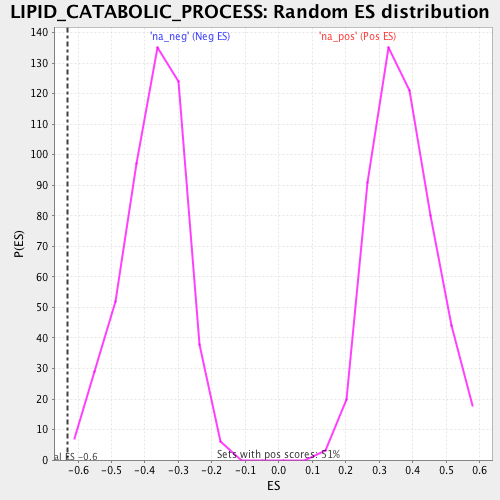 LIPID_CATABOLIC_PROCESS: Random ES distribution
'na_neg' (Neg ES) 'na_pos' (Pos ES)
140
130
120
110
100
90
80
70
60
50
40
30
20
10
0
P(ES)
al ES -0.6 Sets with pos scores: 51%
-0.6 -0.5 -0.4 -0.3 -0.2 -0.1 0.0 0.1 0.2 0.3 0.4 0.5 0.6
ES